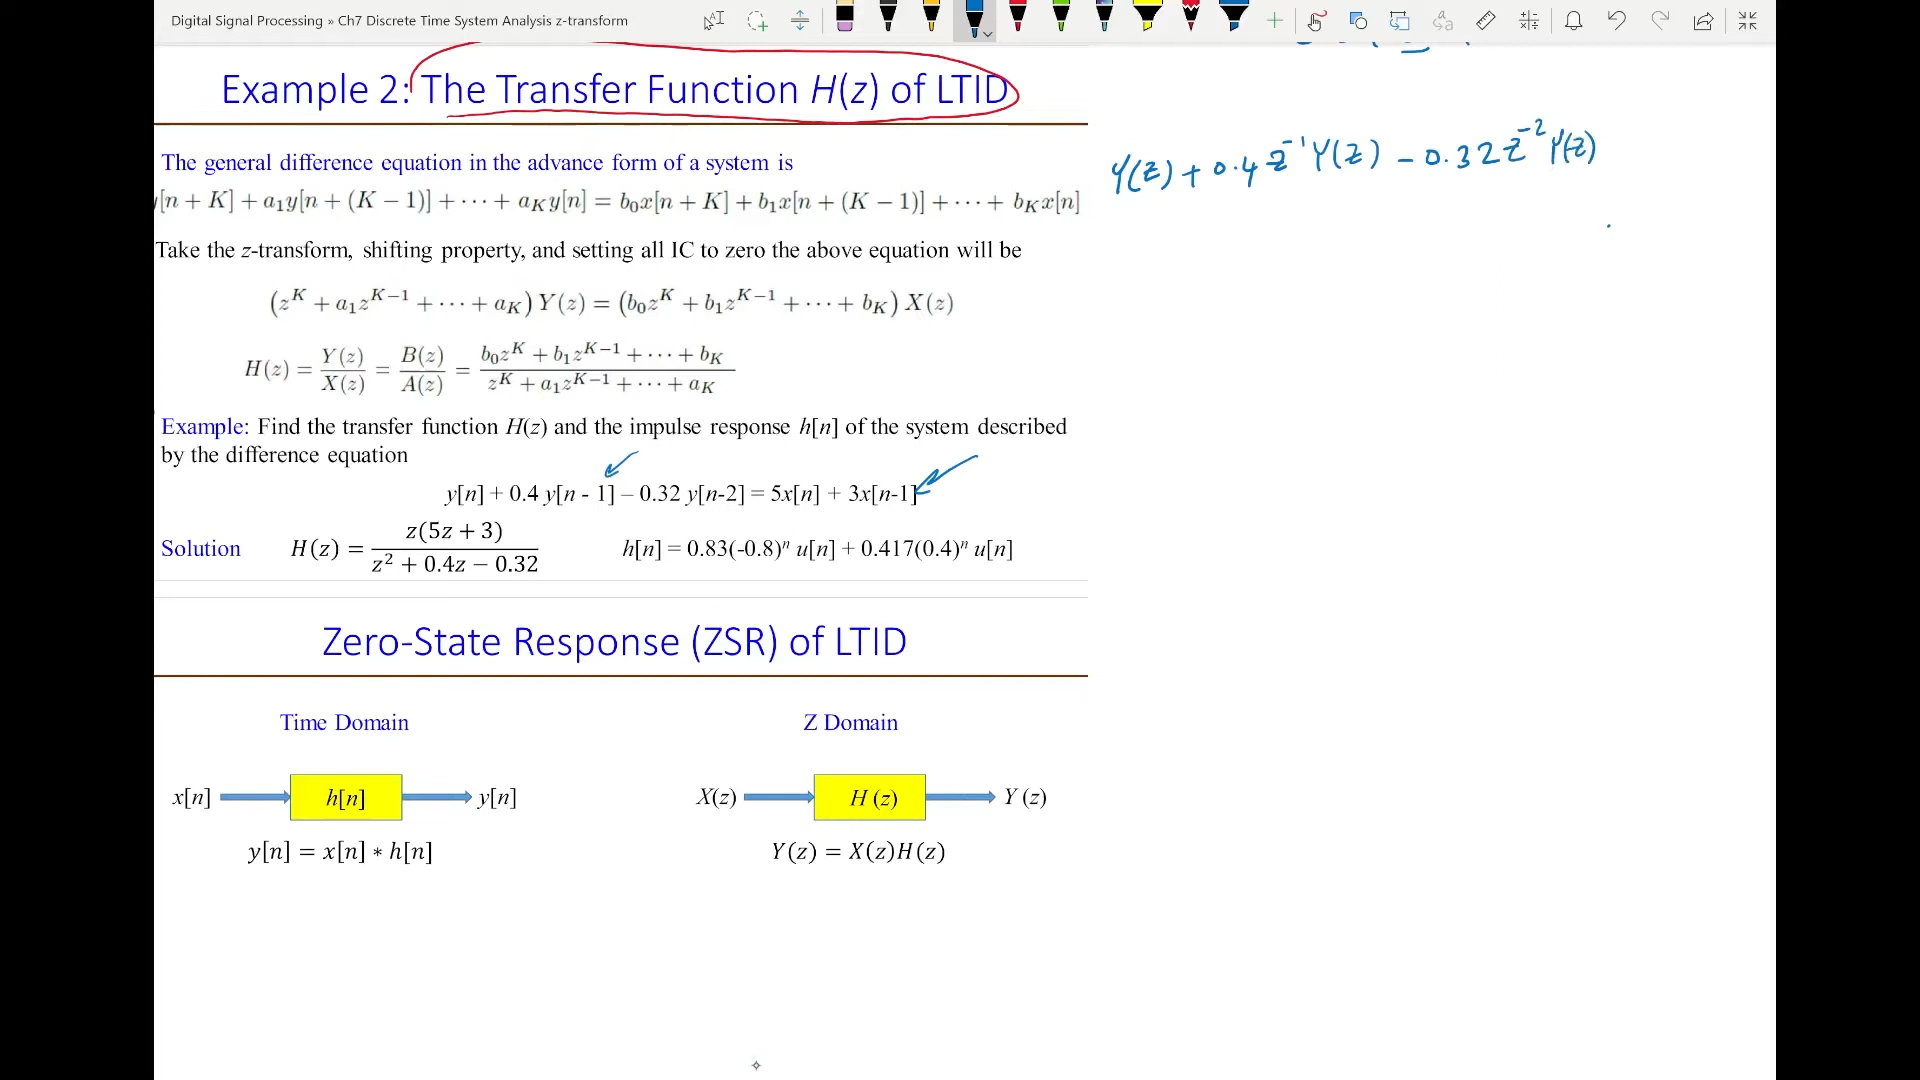 Digital Signal Processing » Ch7 Discrete Time System Analysis z-transform
Example 2: The Transfer Function H(z) of LTID
The general difference equation in the advance form of a system is
[n + K] + a₁y[n + (K − 1)] + ··· + a_K y[n] = b₀x[n + K] + b₁x[n + (K − 1)] + ··· + b_K x[n]
Take the z-transform, shifting property, and setting all IC to zero the above equation will be
(z^K + a₁z^{K−1} + ··· + a_K) Y(z) = (b₀z^K + b₁z^{K−1} + ··· + b_K) X(z)
H(z) = Y(z)/X(z) = B(z)/A(z) = (b₀z^K + b₁z^{K−1} + ··· + b_K)/(z^K + a₁z^{K−1} + ··· + a_K)
Example: Find the transfer function H(z) and the impulse response h[n] of the system described
by the difference equation
y[n] + 0.4 y[n - 1] – 0.32 y[n-2] = 5x[n] + 3x[n-1]
Solution H(z) = z(5z + 3)/(z² + 0.4z − 0.32) h[n] = 0.83(-0.8)ⁿ u[n] + 0.417(0.4)ⁿ u[n]
Zero-State Response (ZSR) of LTID
Time Domain
x[n] h[n] y[n]
y[n] = x[n] ∗ h[n]
Z Domain
X(z) H (z) Y (z)
Y(z) = X(z)H(z)
Y(z) + 0.4 z⁻¹ Y(z) − 0.32 z⁻² Y(z)